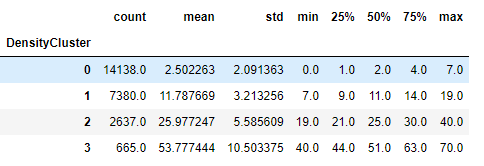 count mean std min 25% 50% 75% max
DensityCluster
0 14138.0 2.502263 2.091363 0.0 1.0 2.0 4.0 7.0
1 7380.0 11.787669 3.213256 7.0 9.0 11.0 14.0 19.0
2 2637.0 25.977247 5.585609 19.0 21.0 25.0 30.0 40.0
3 665.0 53.777444 10.503375 40.0 44.0 51.0 63.0 70.0